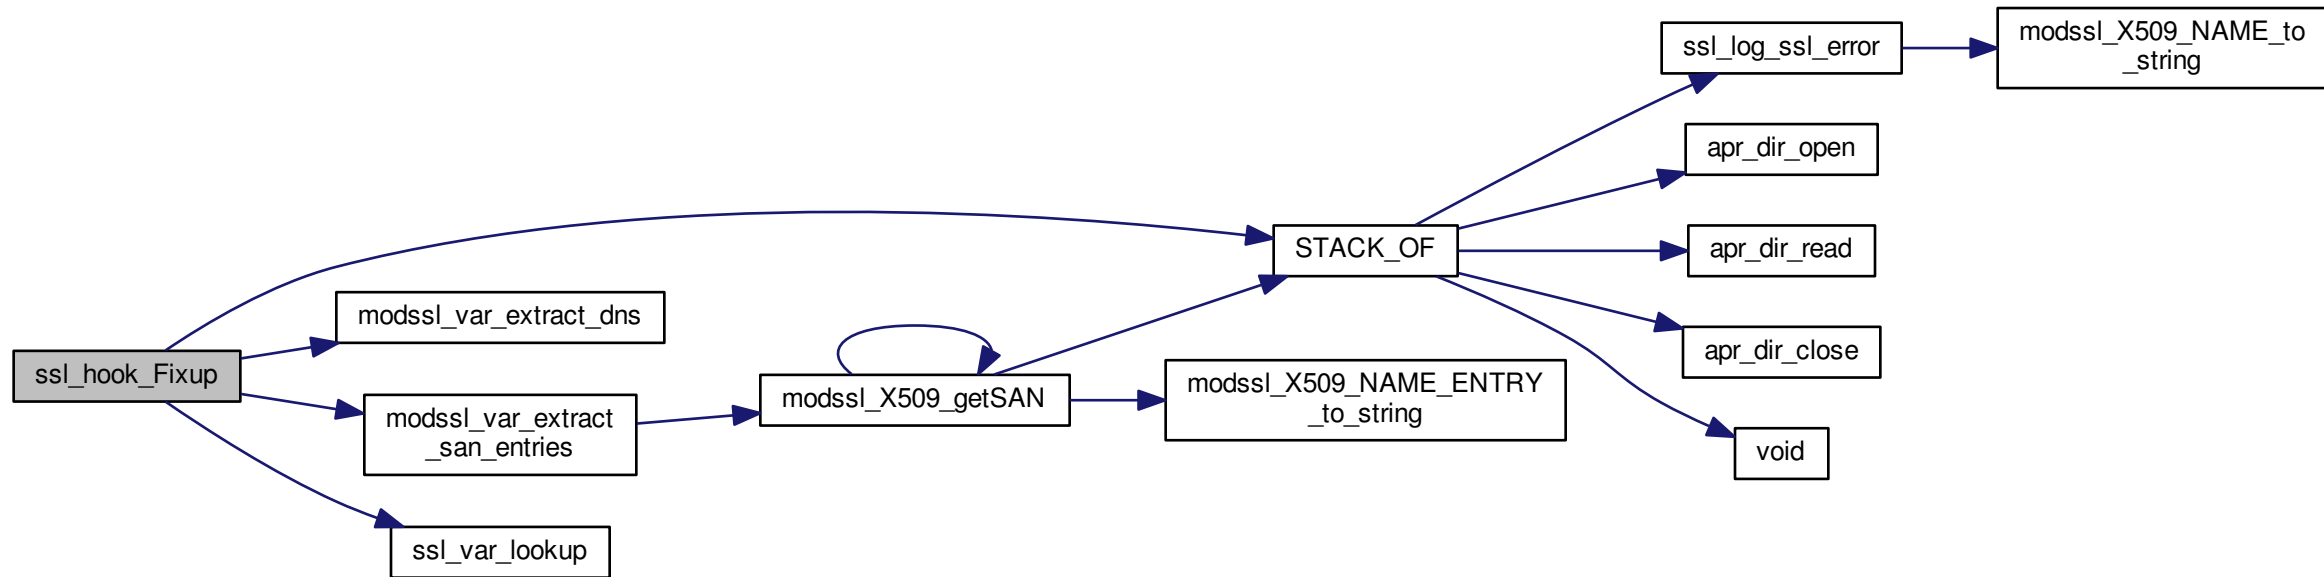 ssl_hook_Fixup
modssl_var_extract_dns
modssl_var_extract
_san_entries
ssl_var_lookup
modssl_X509_getSAN
STACK_OF
modssl_X509_NAME_ENTRY
_to_string
ssl_log_ssl_error
apr_dir_open
apr_dir_read
apr_dir_close
void
modssl_X509_NAME_to
_string